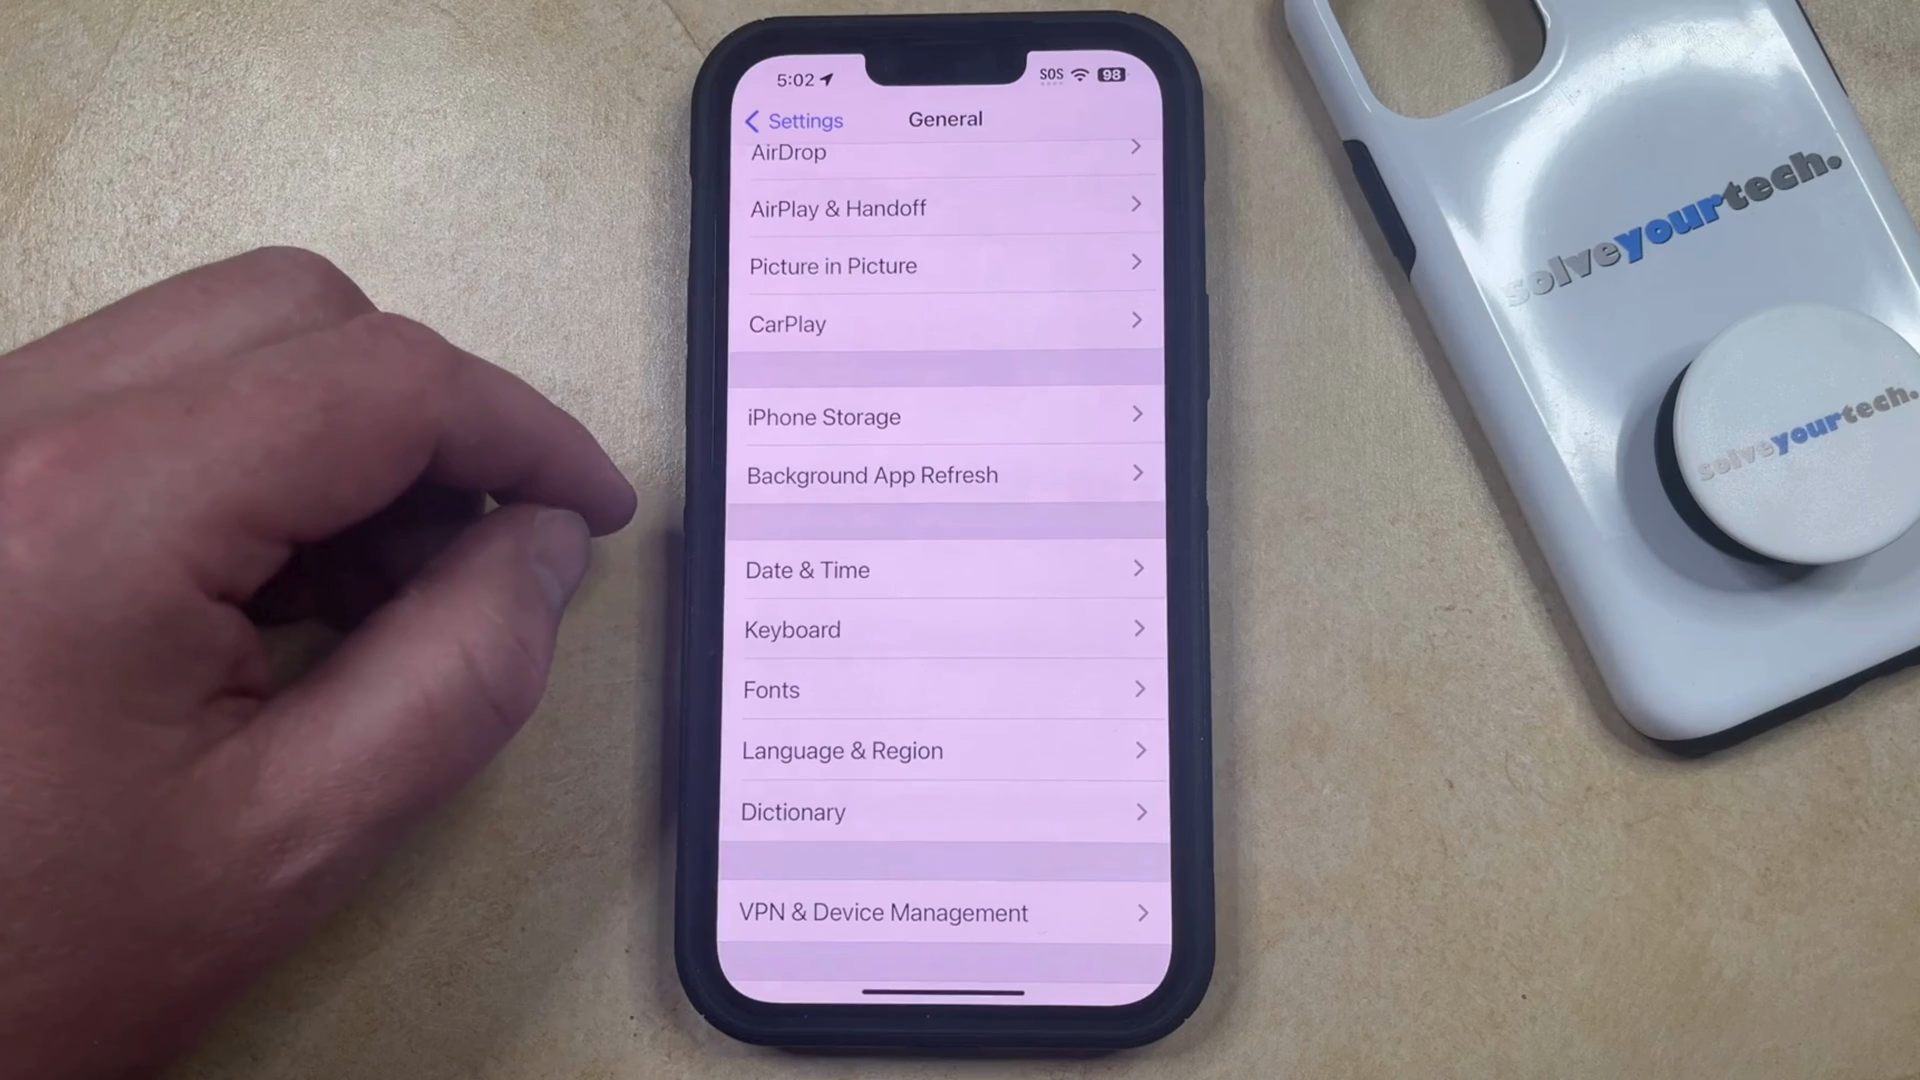 5:02
SOS 98
Settings
General
AirDrop
AirPlay & Handoff
Picture in Picture
CarPlay
iPhone Storage
Background App Refresh
Date & Time
Keyboard
Fonts
Language & Region
Dictionary
VPN & Device Management
solveyourtech.
solveyourtech.